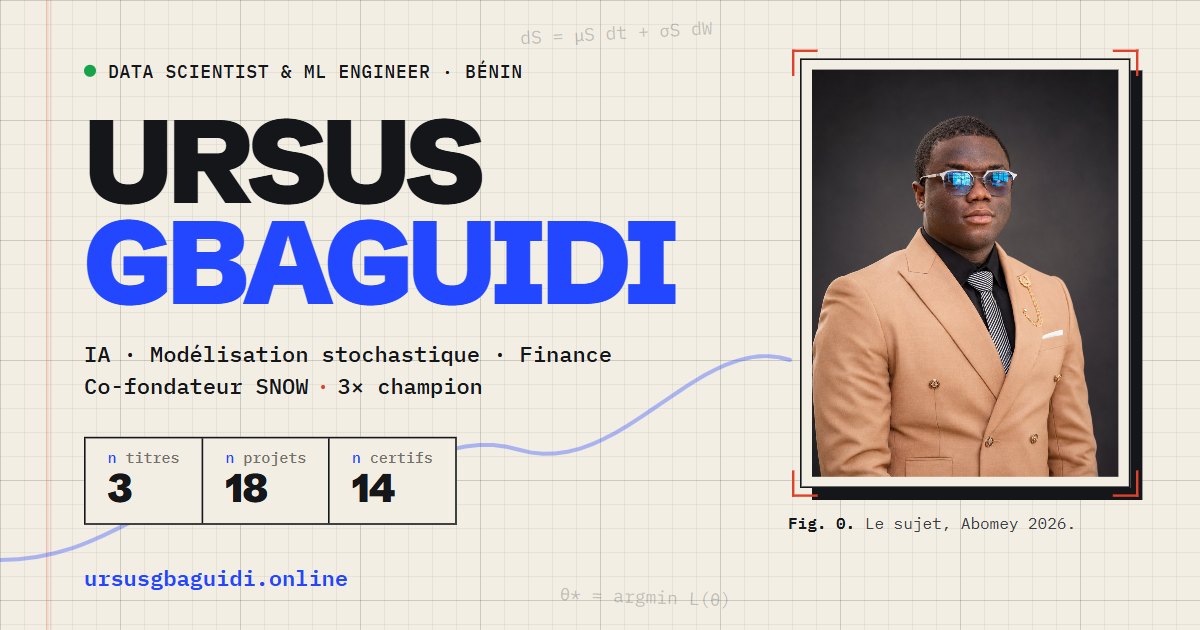 dS = μS dt + σS dW
DATA SCIENTIST & ML ENGINEER · BÉNIN
URSUS
GBAGUIDI
IA · Modélisation stochastique · Finance
Co-fondateur SNOW · 3× champion
n titres
3
n projets
18
n certifs
14
Fig. 0. Le sujet, Abomey 2026.
ursusgbaguidi.online
θ* = argmin L(θ)